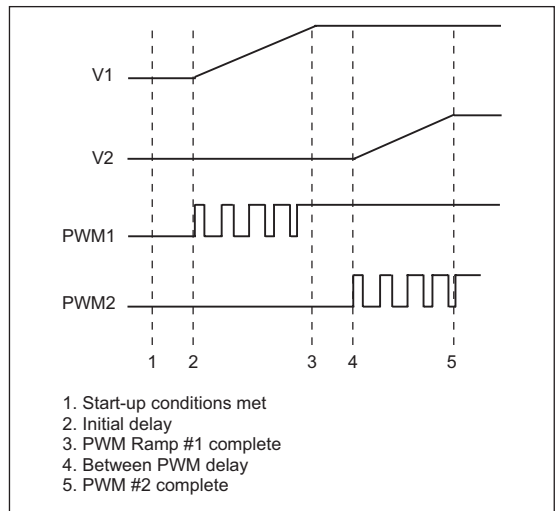 V1
V2
PWM1
PWM2
1 2 3 4 5
1. Start-up conditions met
2. Initial delay
3. PWM Ramp #1 complete
4. Between PWM delay
5. PWM #2 complete